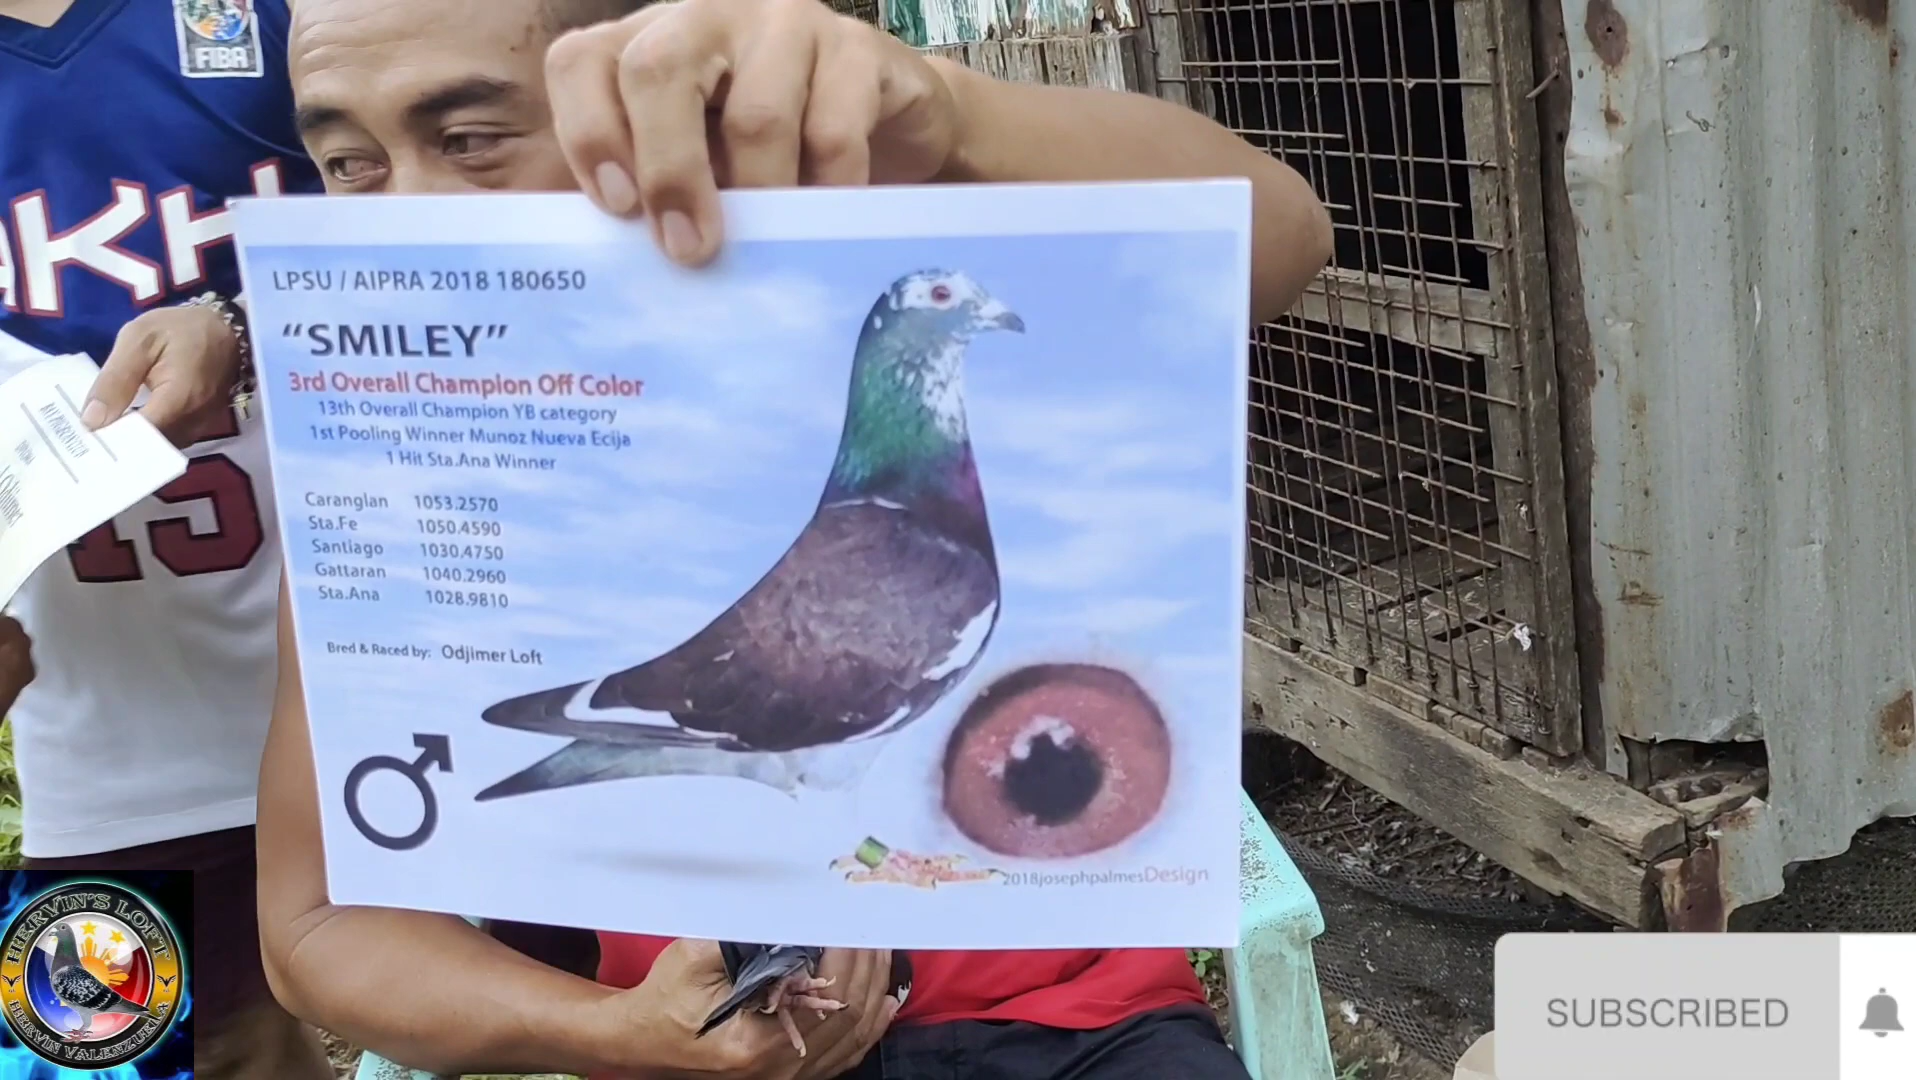 FIBA
AKH
15
LPSU / AIPRA 2018 180650
“SMILEY”
3rd Overall Champion Off Color
13th Overall Champion YB category
1st Pooling Winner Munoz Nueva Ecija
1 Hit Sta.Ana Winner
Caranglan 1053.2570
Sta.Fe 1050.4590
Santiago 1030.4750
Gattaran 1040.2960
Sta.Ana 1028.9810
Bred & Raced by: Odjimer Loft
2018josephpalmesDesign
HERVIN'S LOFT
HERVIN VALENZUELA
SUBSCRIBED